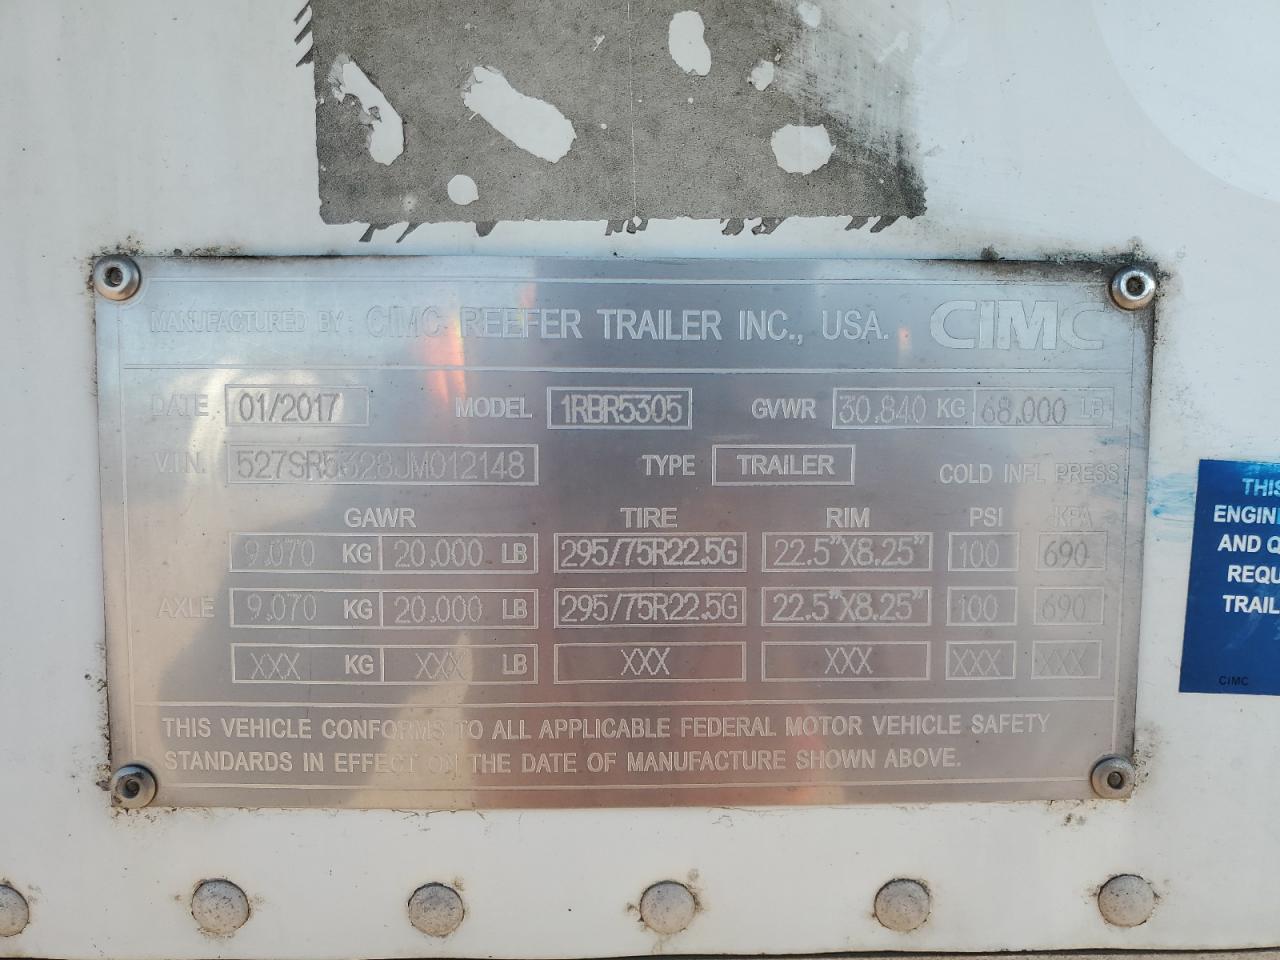 MANUFACTURED BY: CIMC REEFER TRAILER INC., USA. CIMC
DATE 01/2017 MODEL 1RBR5305 GVWR 30.840 KG 68.000 LB
V.I.N. 527SR5328JM012148 TYPE TRAILER COLD INFL PRESS
GAWR TIRE RIM PSI KPA
9.070 KG 20.000 LB 295/75R22.5G 22.5"X8.25" 100 690
AXLE 9.070 KG 20.000 LB 295/75R22.5G 22.5"X8.25" 100 690
XXX KG XXX LB XXX XXX XXX XXX
THIS VEHICLE CONFORMS TO ALL APPLICABLE FEDERAL MOTOR VEHICLE SAFETY
STANDARDS IN EFFECT ON THE DATE OF MANUFACTURE SHOWN ABOVE.
THIS
ENGIN
AND Q
REQU
TRAIL
CIMC